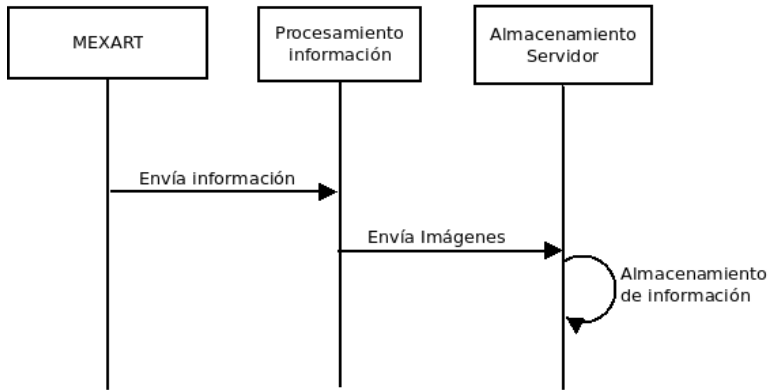 MEXART
Procesamiento
información
Almacenamiento
Servidor
Envía información
Envía Imágenes
Almacenamiento
de información